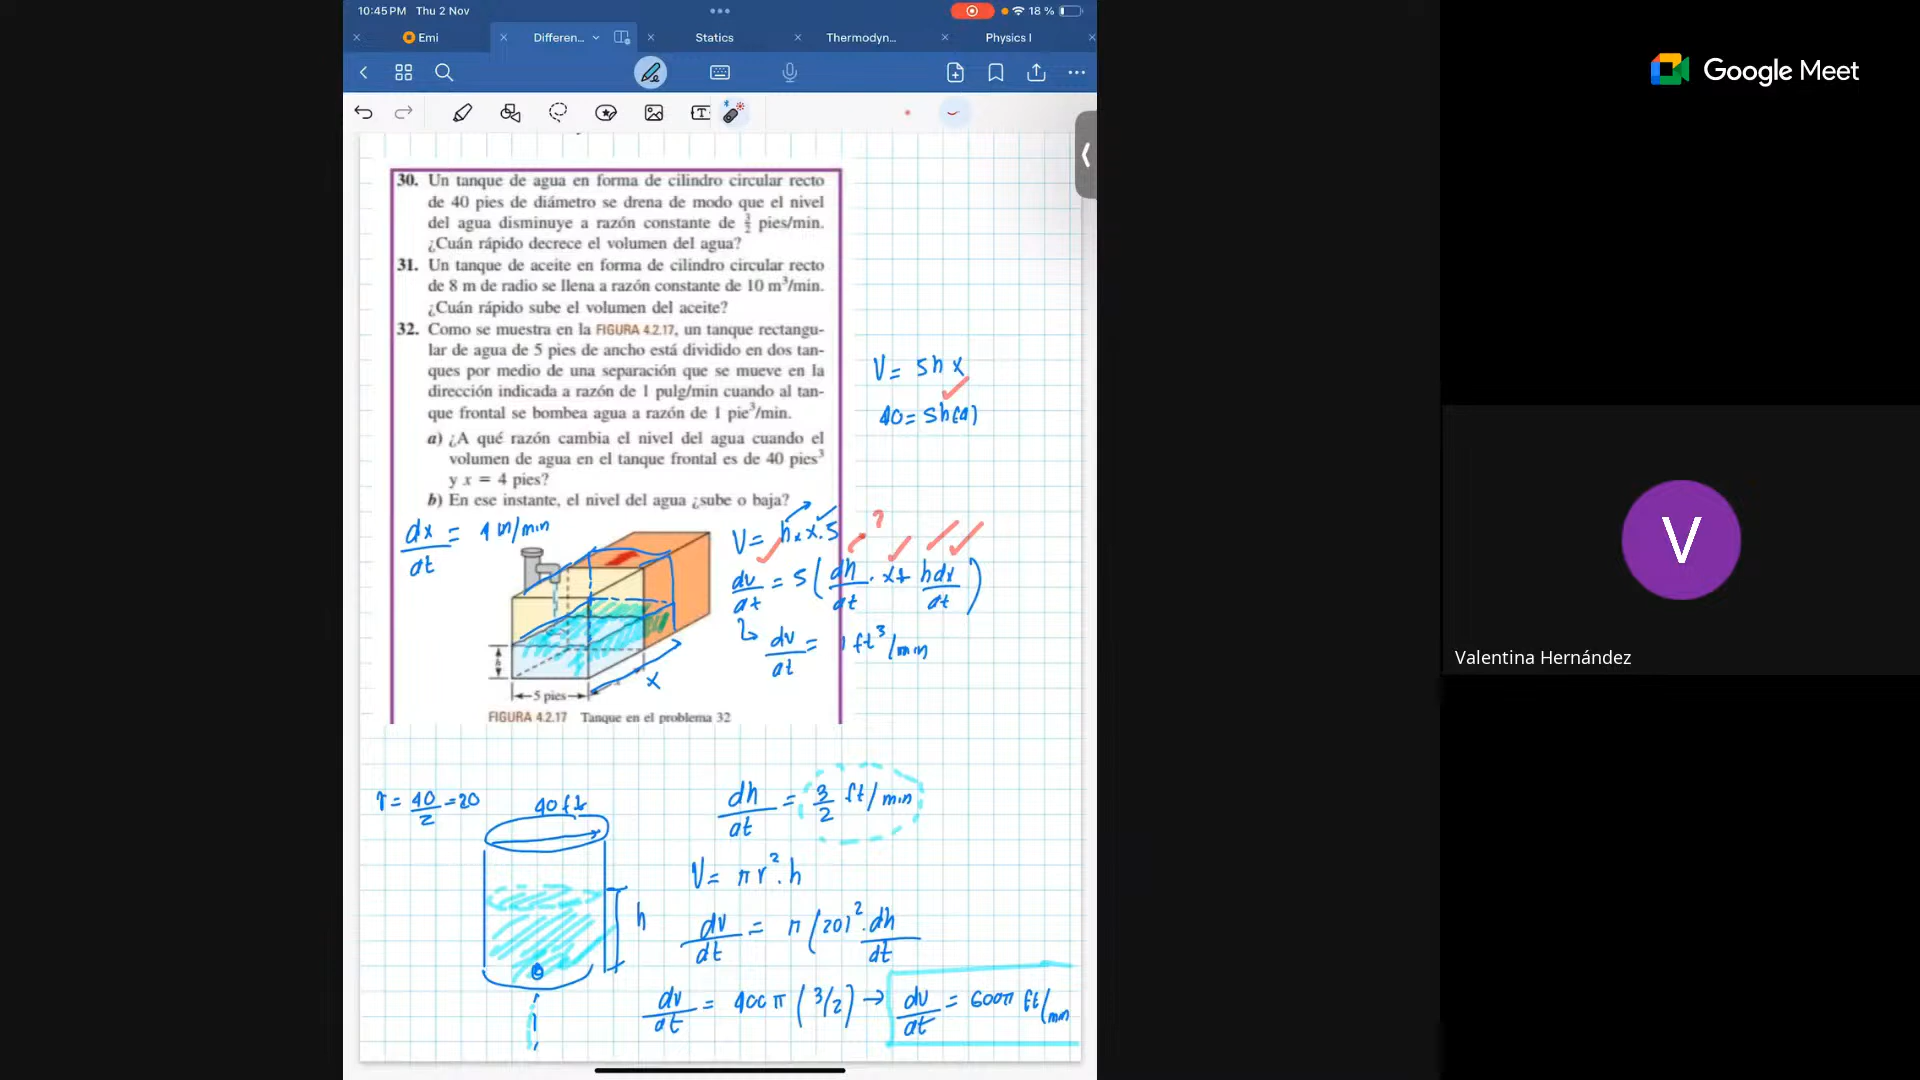 10:45 PM Thu 2 Nov
18 %
Emi
Differen...
Statics
Thermodyn...
Physics I
Google Meet
30. Un tanque de agua en forma de cilindro circular recto
de 40 pies de diámetro se drena de modo que el nivel
del agua disminuye a razón constante de 3/2 pies/min.
¿Cuán rápido decrece el volumen del agua?
31. Un tanque de aceite en forma de cilindro circular recto
de 8 m de radio se llena a razón constante de 10 m³/min.
¿Cuán rápido sube el volumen del aceite?
32. Como se muestra en la FIGURA 4.2.17, un tanque rectangu-
lar de agua de 5 pies de ancho está dividido en dos tan-
ques por medio de una separación que se mueve en la
dirección indicada a razón de 1 pulg/min cuando al tan-
que frontal se bombea agua a razón de 1 pie³/min.
a) ¿A qué razón cambia el nivel del agua cuando el
volumen de agua en el tanque frontal es de 40 pies³
y x = 4 pies?
b) En ese instante, el nivel del agua ¿sube o baja?
V = 5h x
40 = 5h(4)
dx/dt = 1 in/min
V = h x x . 5
?
dv/dt = 5 ( dh/dt . x + h dx/dt )
dv/dt = 1 ft³/min
h
x
5 pies
FIGURA 4.2.17 Tanque en el problema 32
r = 40/2 = 20
40 ft
dh/dt = 3/2 ft/min
V = π r² . h
h
dv/dt = π (20)² . dh/dt
dv/dt = 400 π ( 3/2 ) → dv/dt = 600π ft/min
V
Valentina Hernández